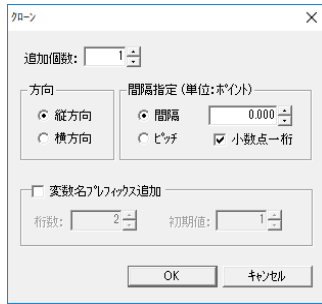 クローン
追加個数: 1
方向
縦方向
横方向
間隔指定 (単位:ポイント)
間隔 0.000
ピッチ 小数点一桁
変数名プレフィックス追加
桁数: 2 初期値: 1
OK キャンセル